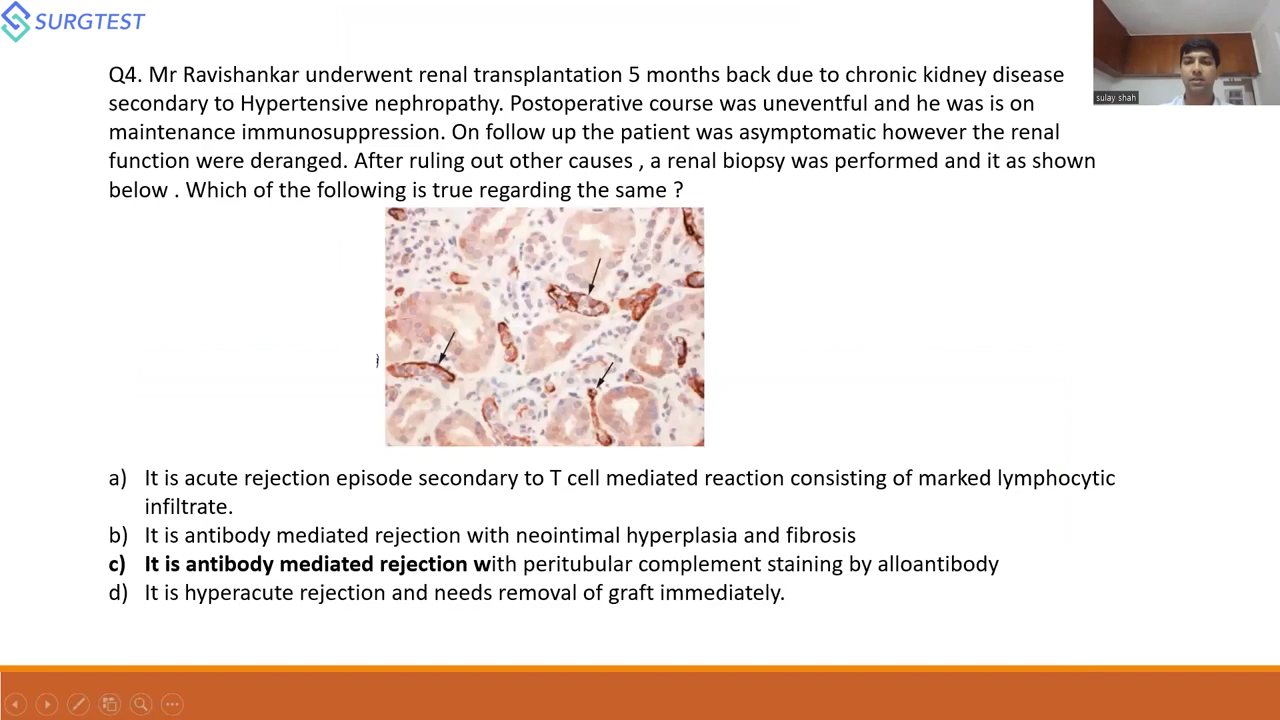 SURGTEST
sulay shah
Q4. Mr Ravishankar underwent renal transplantation 5 months back due to chronic kidney disease
secondary to Hypertensive nephropathy. Postoperative course was uneventful and he was is on
maintenance immunosuppression. On follow up the patient was asymptomatic however the renal
function were deranged. After ruling out other causes , a renal biopsy was performed and it as shown
below . Which of the following is true regarding the same ?
a) It is acute rejection episode secondary to T cell mediated reaction consisting of marked lymphocytic
infiltrate.
b) It is antibody mediated rejection with neointimal hyperplasia and fibrosis
c) It is antibody mediated rejection with peritubular complement staining by alloantibody
d) It is hyperacute rejection and needs removal of graft immediately.